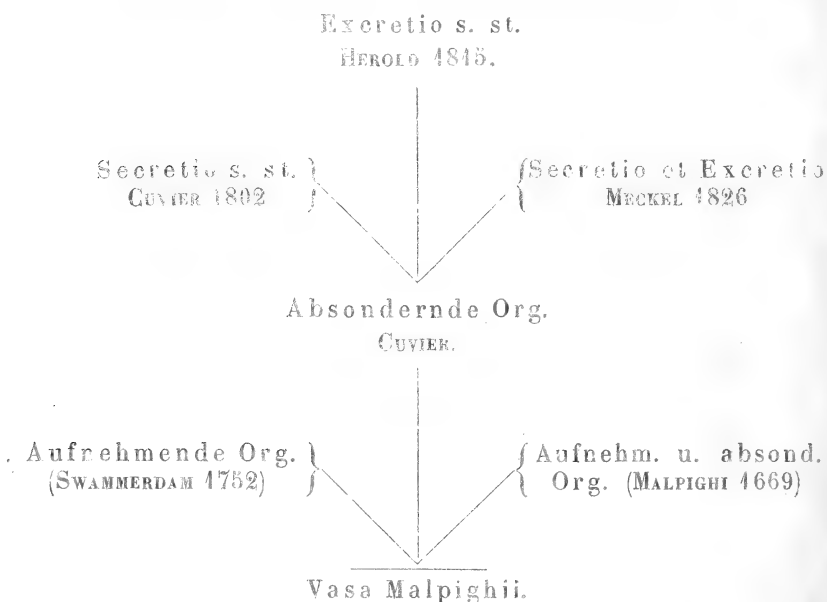 Excretio s. st.
HEROLD 1815.
Secretio s. st.
CUVIER 1802
Secretio et Excretio
MECKEL 1826
Absondernde Org.
CUVIER.
Aufnehmende Org.
(SWAMMERDAM 1752)
Aufnehm. u. absond.
Org. (MALPIGHI 1669)
Vasa Malpighii.